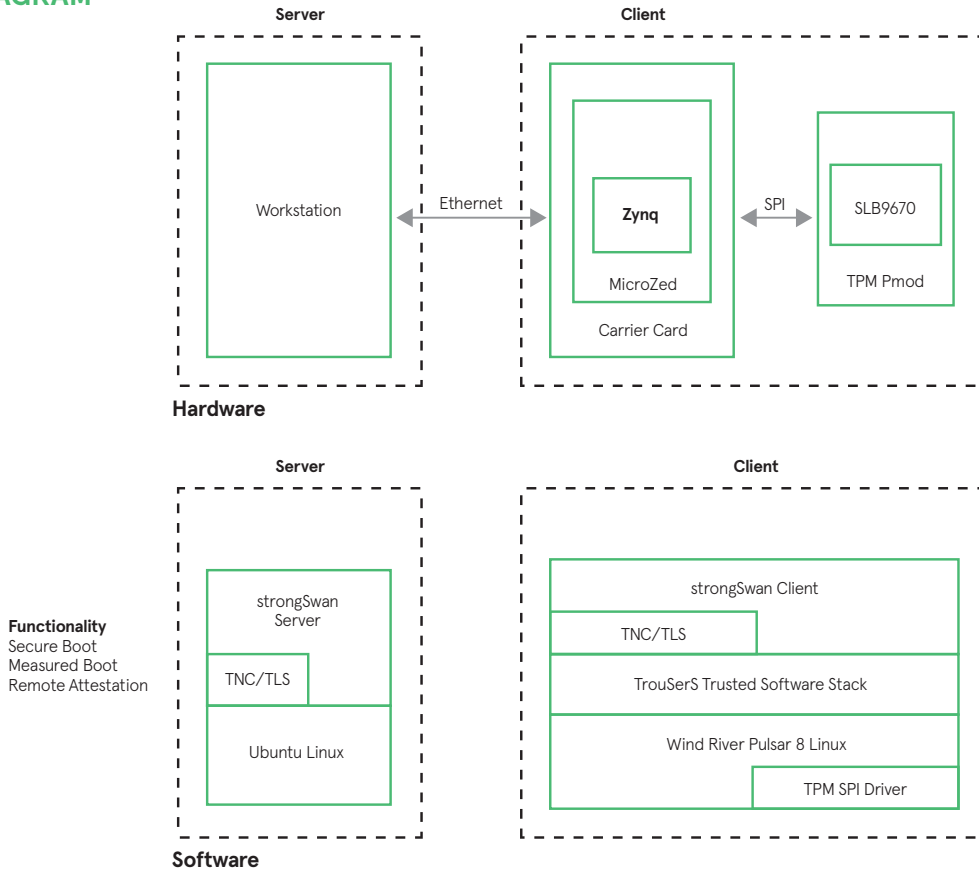 Server
Client
Workstation
Ethernet
Zynq
SPI
SLB9670
MicroZed
TPM Pmod
Carrier Card
Hardware
Server
Client
strongSwan
Server
strongSwan Client
Functionality
Secure Boot
Measured Boot
Remote Attestation
TNC/TLS
TNC/TLS
TrouSerS Trusted Software Stack
Ubuntu Linux
Wind River Pulsar 8 Linux
TPM SPI Driver
Software